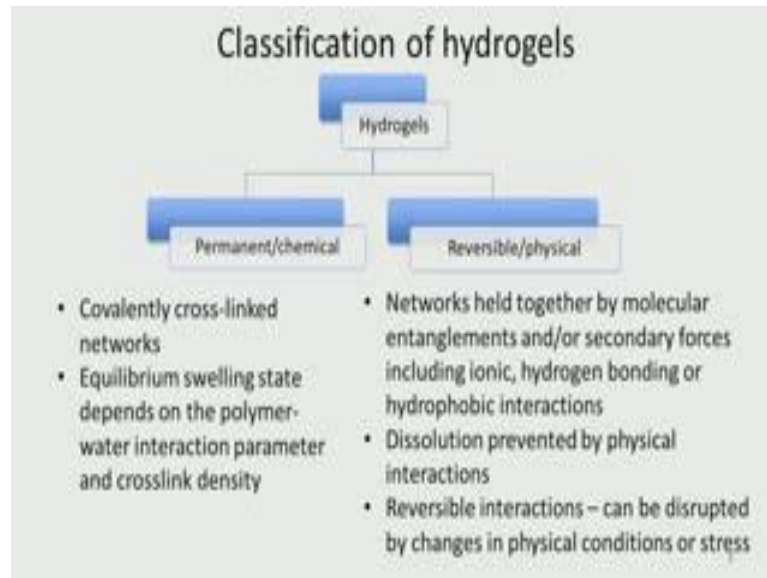 Classification of hydrogels
Hydrogels
Permanent/chemical
Reversible/physical
• Covalently cross-linked
networks
• Equilibrium swelling state
depends on the polymer-
water interaction parameter
and crosslink density
• Networks held together by molecular
entanglements and/or secondary forces
including ionic, hydrogen bonding or
hydrophobic interactions
• Dissolution prevented by physical
interactions
• Reversible interactions – can be disrupted
by changes in physical conditions or stress